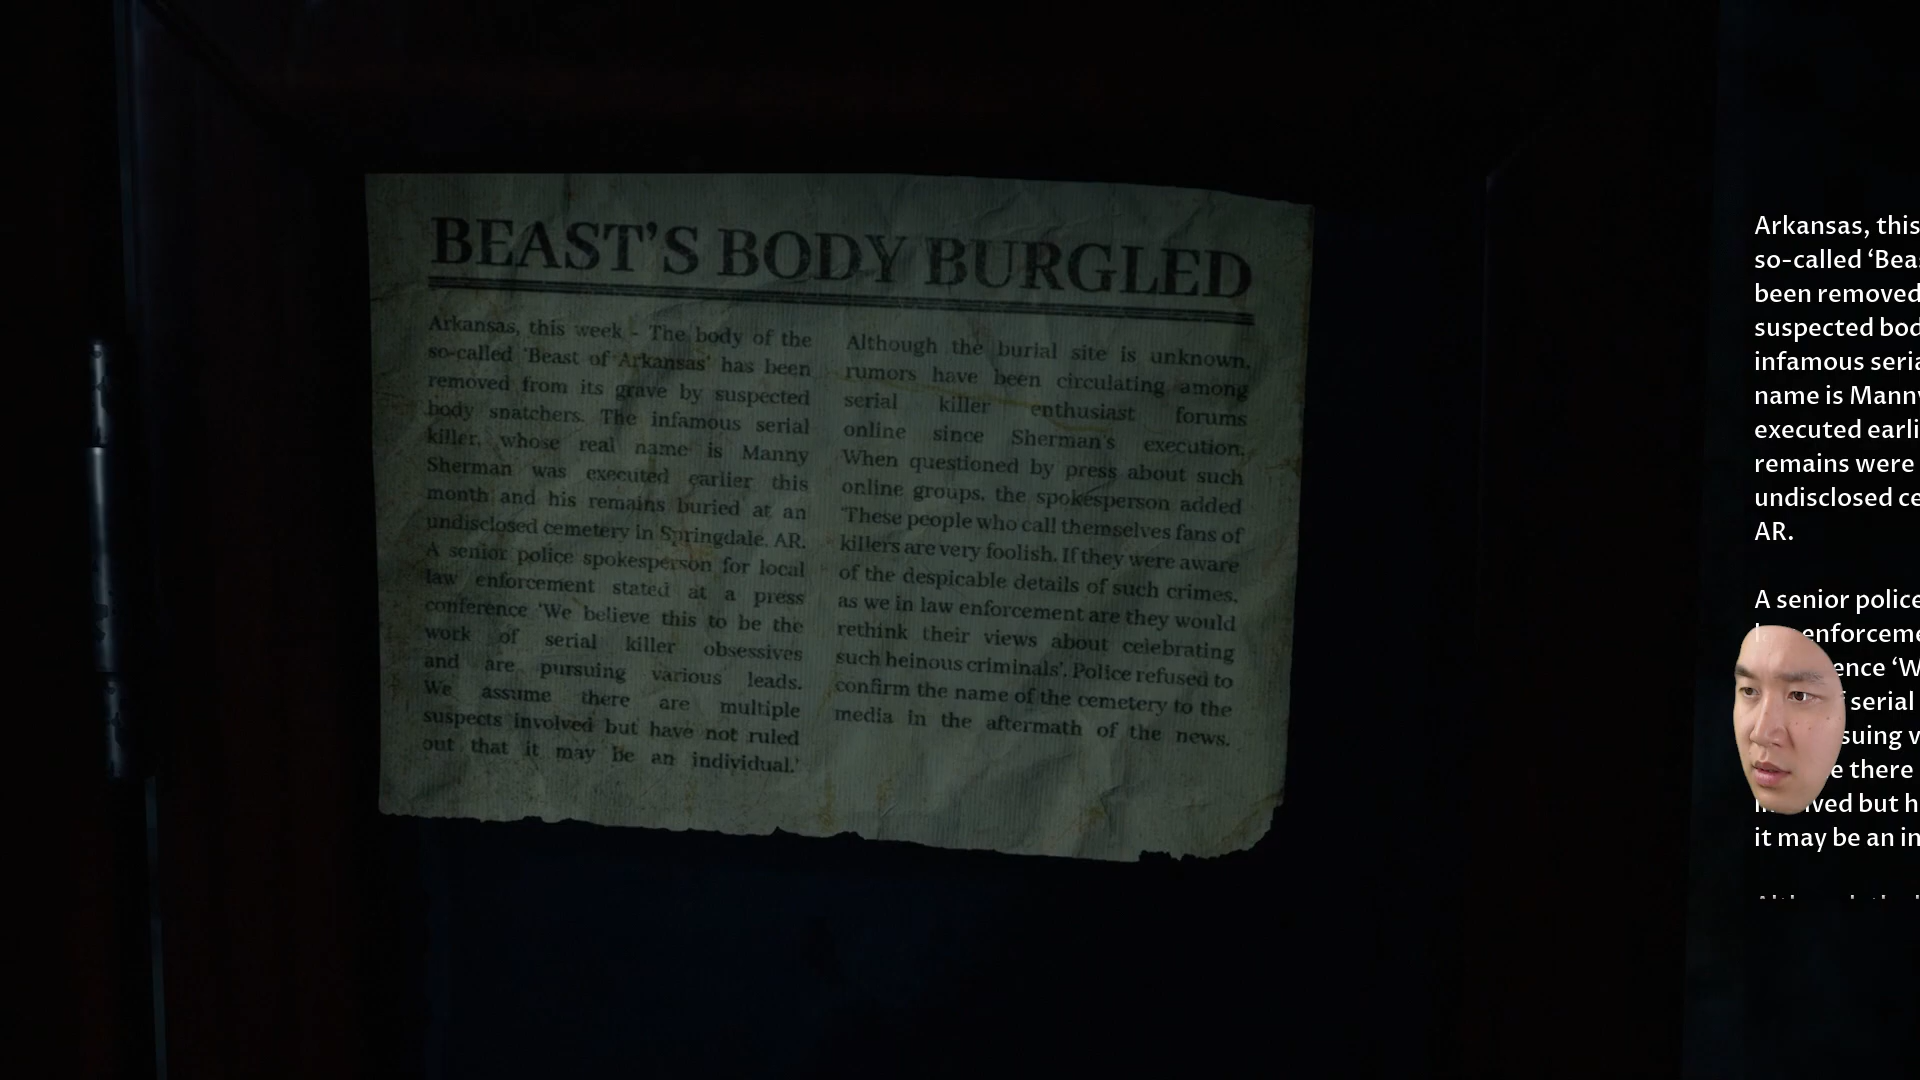 BEAST'S BODY BURGLED
Arkansas, this week - The body of the
so-called 'Beast of Arkansas' has been
removed from its grave by suspected
body snatchers. The infamous serial
killer, whose real name is Manny
Sherman was executed earlier this
month and his remains buried at an
undisclosed cemetery in Springdale, AR.
A senior police spokesperson for local
law enforcement stated at a press
conference 'We believe this to be the
work of serial killer obsessives
and are pursuing various leads.
We assume there are multiple
suspects involved but have not ruled
out that it may be an individual.'
Although the burial site is unknown,
rumors have been circulating among
serial killer enthusiast forums
online since Sherman's execution.
When questioned by press about such
online groups, the spokesperson added
'These people who call themselves fans of
killers are very foolish. If they were aware
of the despicable details of such crimes,
as we in law enforcement are they would
rethink their views about celebrating
such heinous criminals'. Police refused to
confirm the name of the cemetery to the
media in the aftermath of the news.
Arkansas, this
so-called ‘Bea
been removed
suspected bod
infamous seria
name is Manny
executed earli
remains were
undisclosed ce
AR.
A senior police
enforceme
ence ‘W
serial
suing v
e there
ved but h
it may be an in